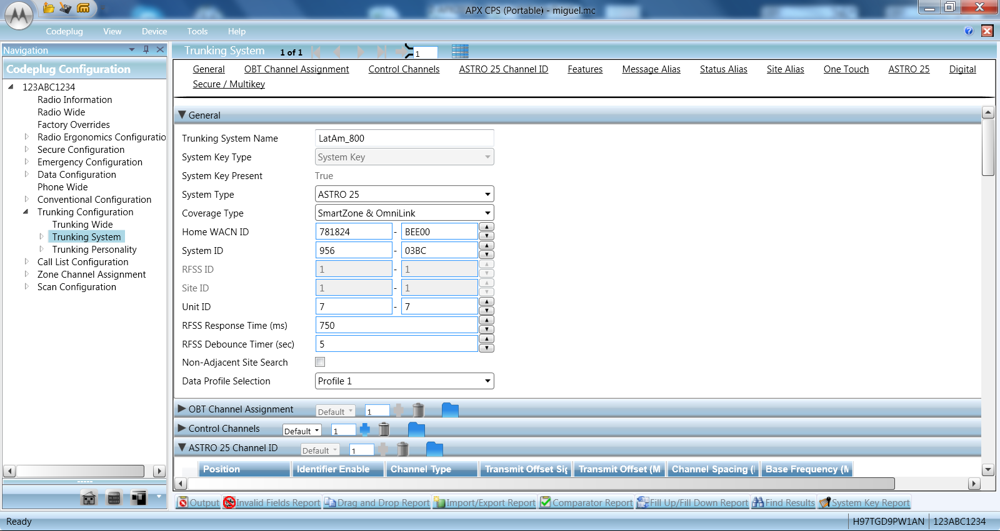 APX CPS (Portable) - miguel.mc
Codeplug View Device Tools Help
Navigation
Trunking System 1 of 1 1
Codeplug Configuration
123ABC1234
Radio Information
Radio Wide
Factory Overrides
Radio Ergonomics Configuratio
Secure Configuration
Emergency Configuration
Data Configuration
Phone Wide
Conventional Configuration
Trunking Configuration
Trunking Wide
Trunking System
Trunking Personality
Call List Configuration
Zone Channel Assignment
Scan Configuration
General OBT Channel Assignment Control Channels ASTRO 25 Channel ID Features Message Alias Status Alias Site Alias One Touch ASTRO 25 Digital
Secure / Multikey
General
Trunking System Name LatAm_800
System Key Type System Key
System Key Present True
System Type ASTRO 25
Coverage Type SmartZone & OmniLink
Home WACN ID 781824 - BEE00
System ID 956 - 03BC
RFSS ID 1 - 1
Site ID 1 - 1
Unit ID 7 - 7
RFSS Response Time (ms) 750
RFSS Debounce Timer (sec) 5
Non-Adjacent Site Search
Data Profile Selection Profile 1
OBT Channel Assignment Default 1
Control Channels Default 1
ASTRO 25 Channel ID Default 1
Position Identifier Enable Channel Type Transmit Offset Sig Transmit Offset (M Channel Spacing ( Base Frequency (M
Output Invalid Fields Report Drag and Drop Report Import/Export Report Comparator Report Fill Up/Fill Down Report Find Results System Key Report
Ready H97TGD9PW1AN 123ABC1234